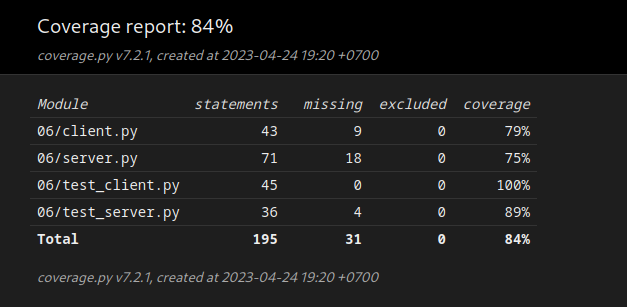 Coverage report: 84%
coverage.py v7.2.1, created at 2023-04-24 19:20 +0700
Module statements missing excluded coverage
06/client.py 43 9 0 79%
06/server.py 71 18 0 75%
06/test_client.py 45 0 0 100%
06/test_server.py 36 4 0 89%
Total 195 31 0 84%
coverage.py v7.2.1, created at 2023-04-24 19:20 +0700